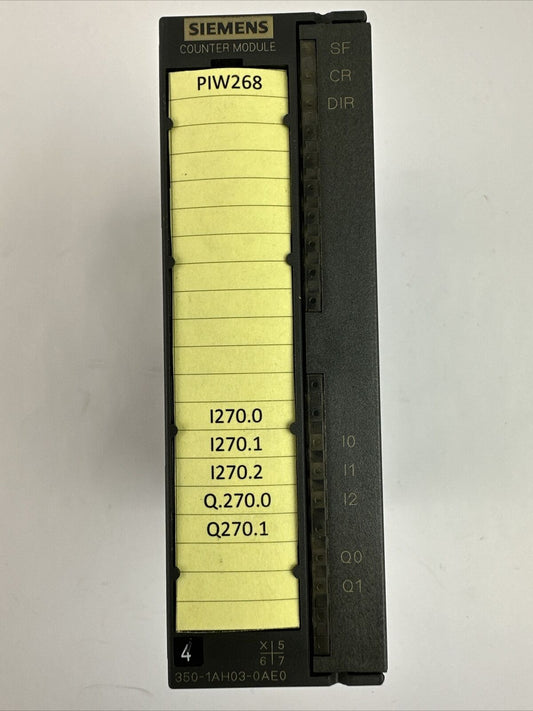 SIEMENS
COUNTER MODULE
SF
CR
DIR
PIW268
I270.0
I270.1
I270.2
Q.270.0
Q270.1
I0
I1
I2
Q0
Q1
4
X 5
6 7
350-1AH03-0AE0